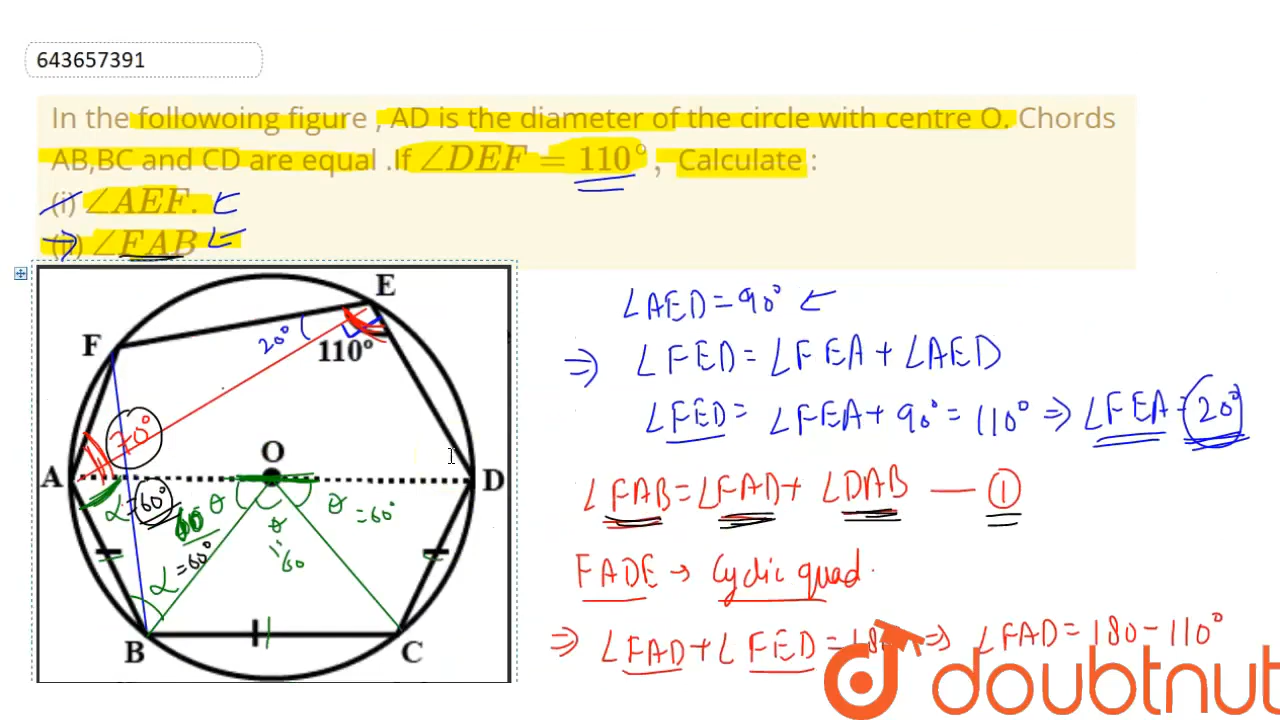 643657391
In the followoing figure , AD is the diameter of the circle with centre O. Chords
AB,BC and CD are equal .If ∠DEF = 110°, Calculate :
(i) ∠AEF.
(ii) ∠FAB
E
F
20°
110°
70°
O
A
D
α=60°
θ
60
θ
=60
θ=60°
α=60°
B
C
∠AED=90°
⇒ ∠FED=∠FEA+∠AED
∠FED= ∠FEA+90°=110° ⇒ ∠FEA=20°
∠FAB=∠FAD+ ∠DAB — ①
FADE → Cyclic quad.
⇒ ∠FAD+∠FED=180 ⇒ ∠FAD=180-110°
doubtnut